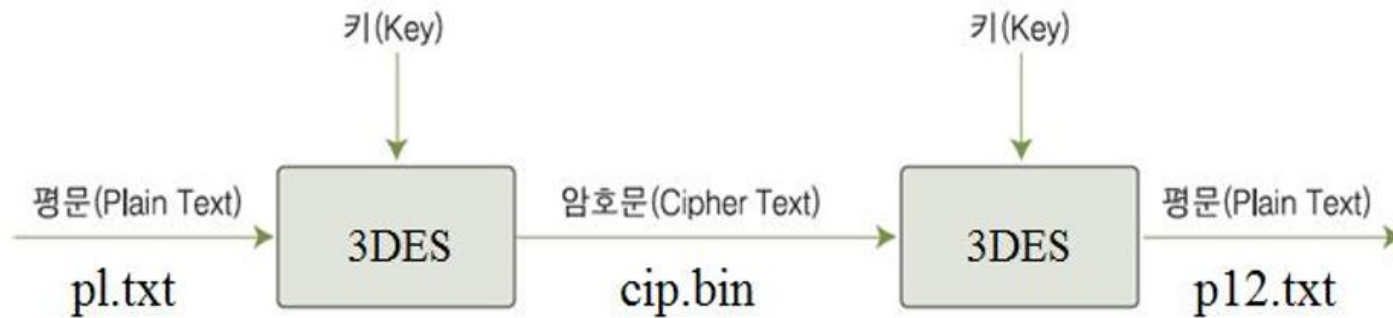 키(Key)
키(Key)
평문(Plain Text)
3DES
암호문(Cipher Text)
3DES
평문(Plain Text)
pl.txt
cip.bin
p12.txt